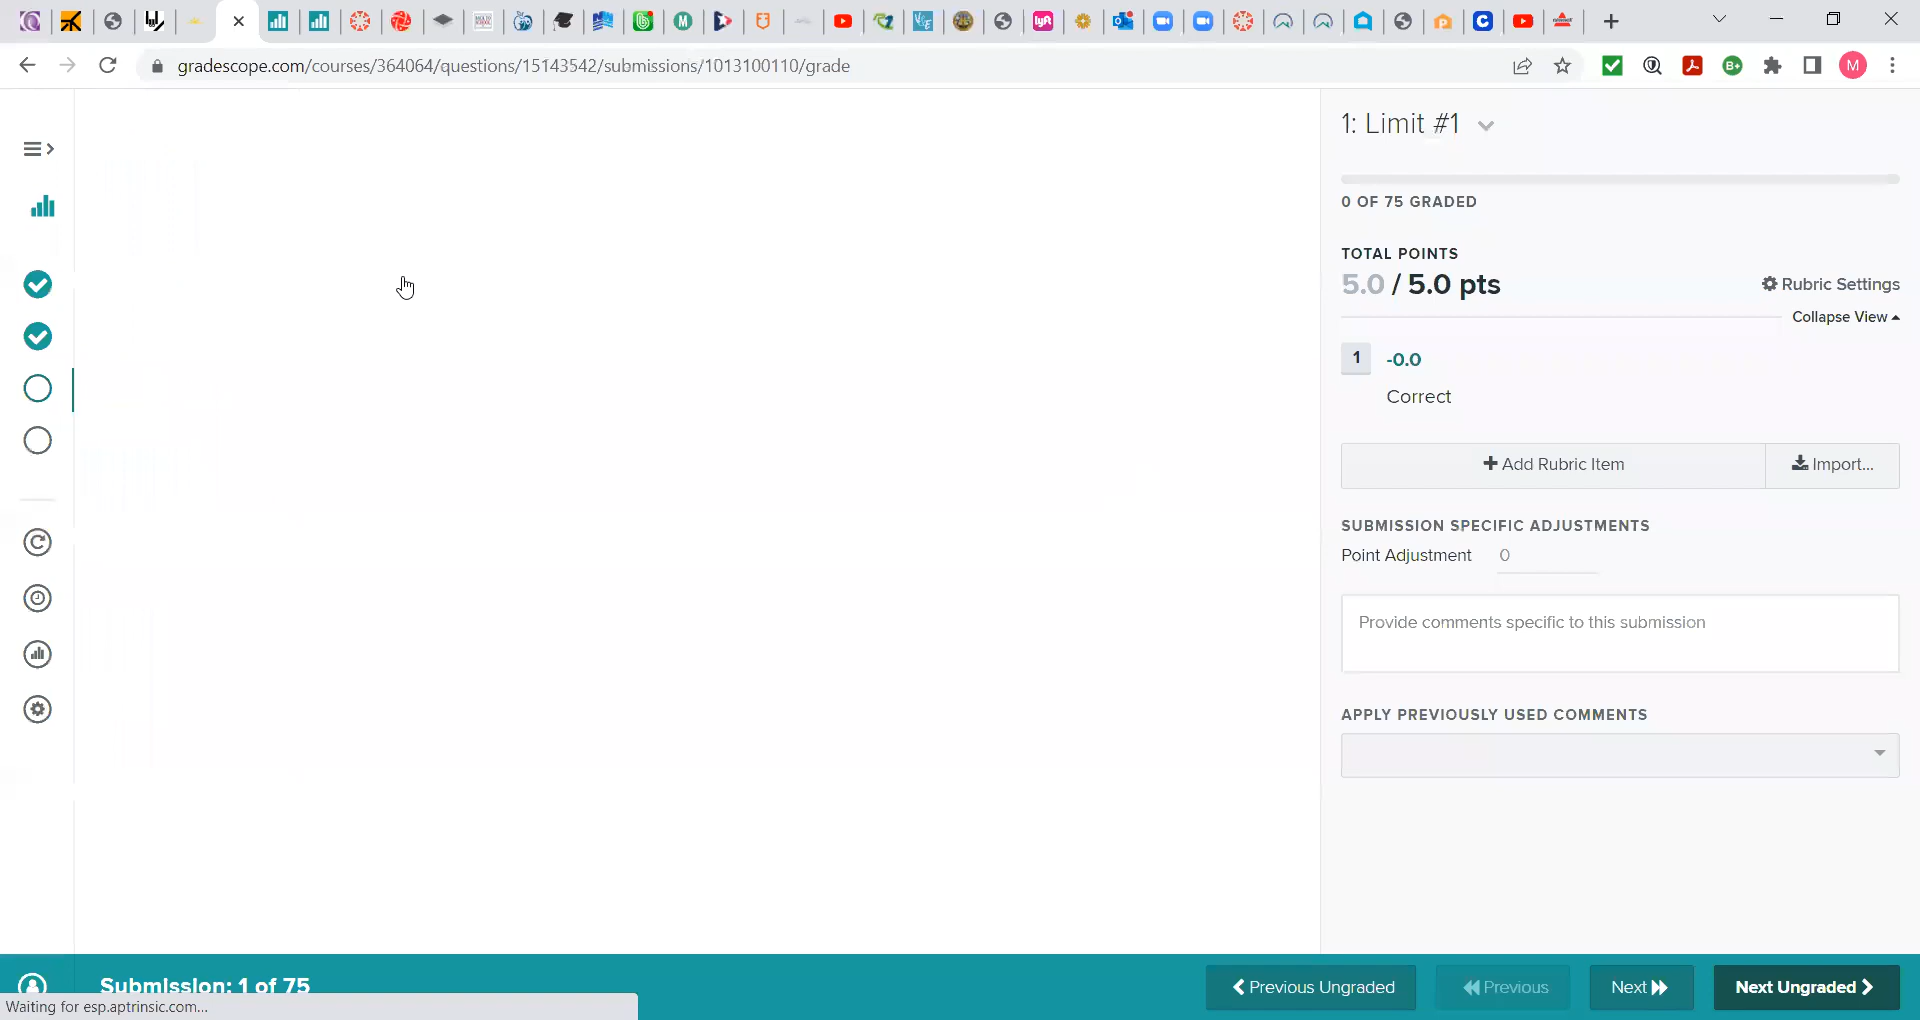 gradescope.com/courses/364064/questions/15143542/submissions/1013100110/grade
B+
M
1: Limit #1
0 OF 75 GRADED
TOTAL POINTS
5.0 / 5.0 pts
Rubric Settings
Collapse View
1 -0.0
Correct
+ Add Rubric Item
Import...
SUBMISSION SPECIFIC ADJUSTMENTS
Point Adjustment 0
Provide comments specific to this submission
APPLY PREVIOUSLY USED COMMENTS
Submission: 1 of 75
Previous Ungraded
Previous
Next
Next Ungraded
Waiting for esp.aptrinsic.com...